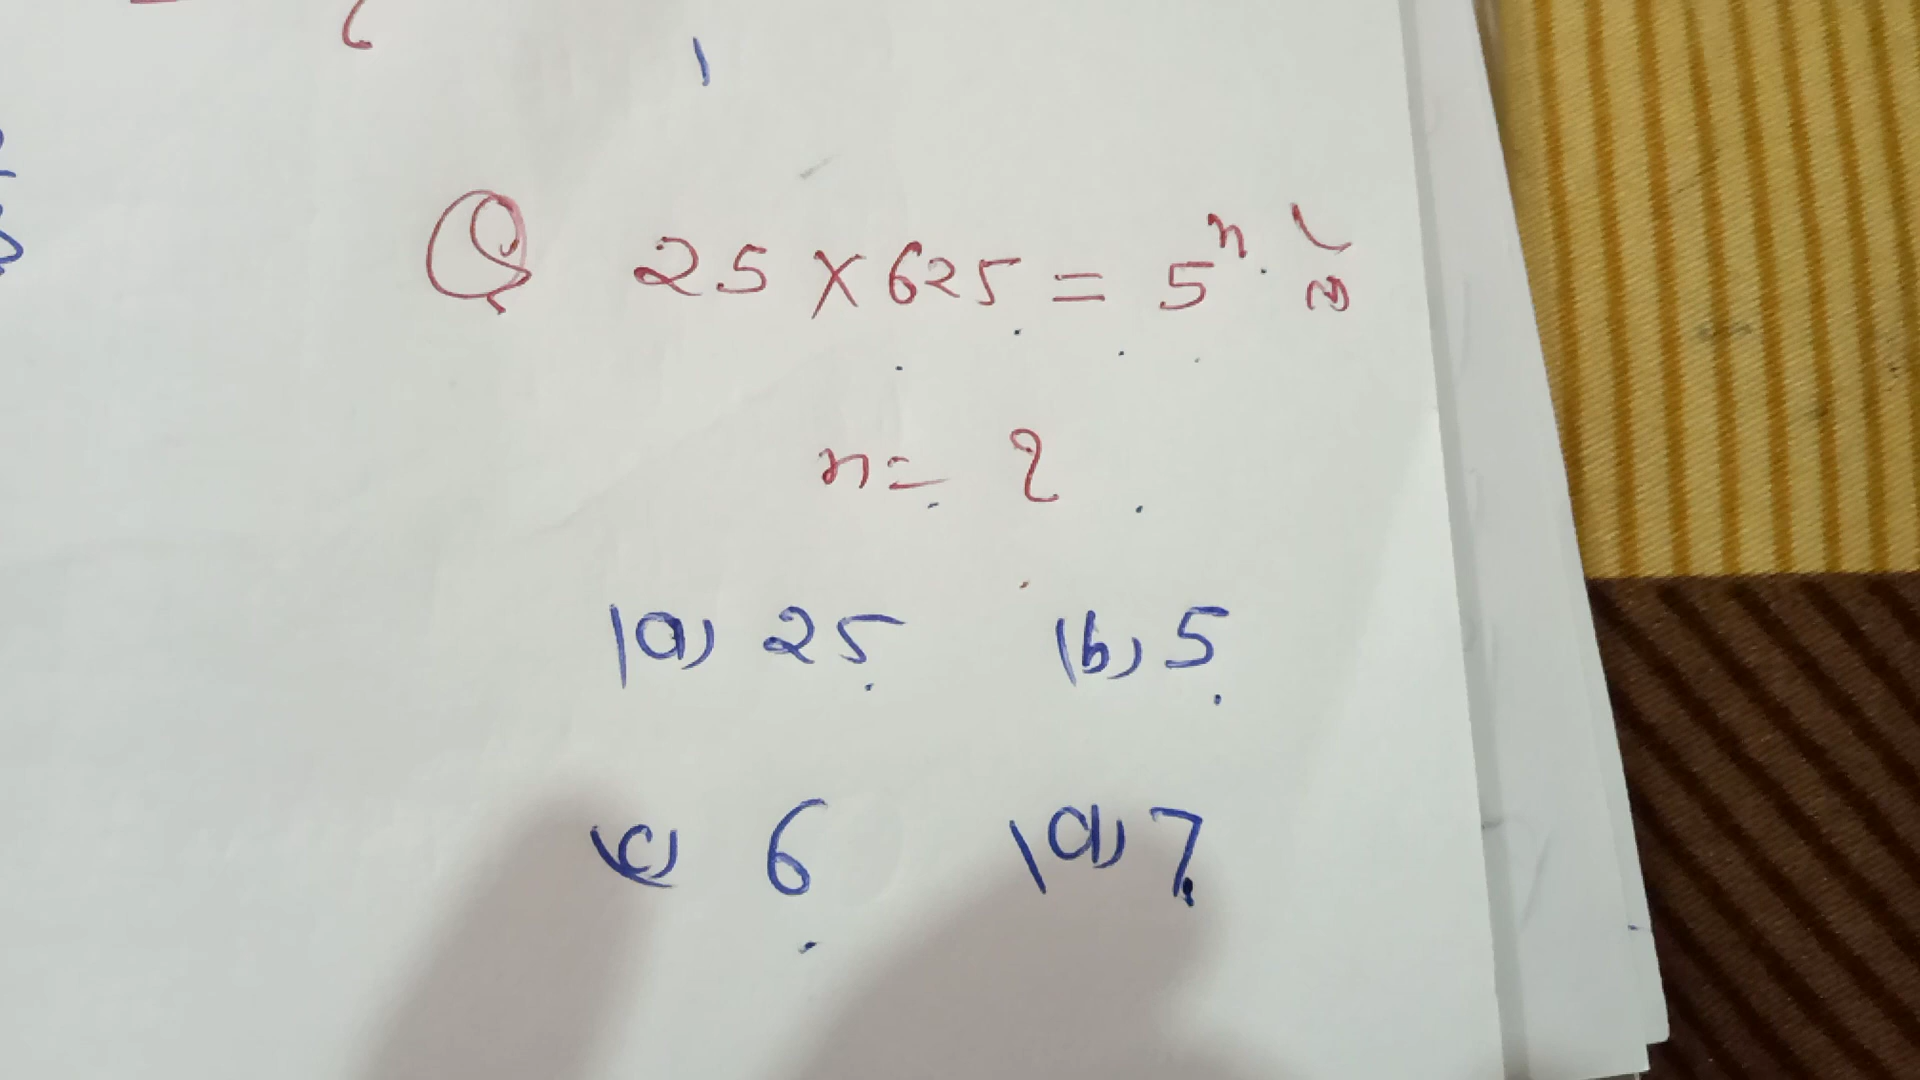 Q 25 × 625 = 5ⁿ
n = ?
(a) 25 (b) 5
(c) 6 (d) 7